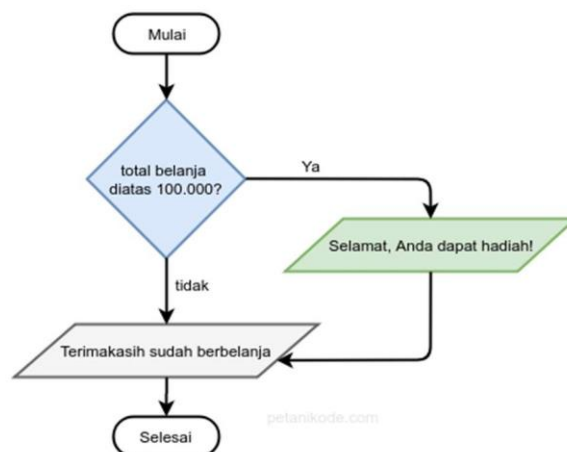 Mulai
total belanja
diatas 100.000?
Ya
Selamat, Anda dapat hadiah!
tidak
Terimakasih sudah berbelanja
petanikode.com
Selesai